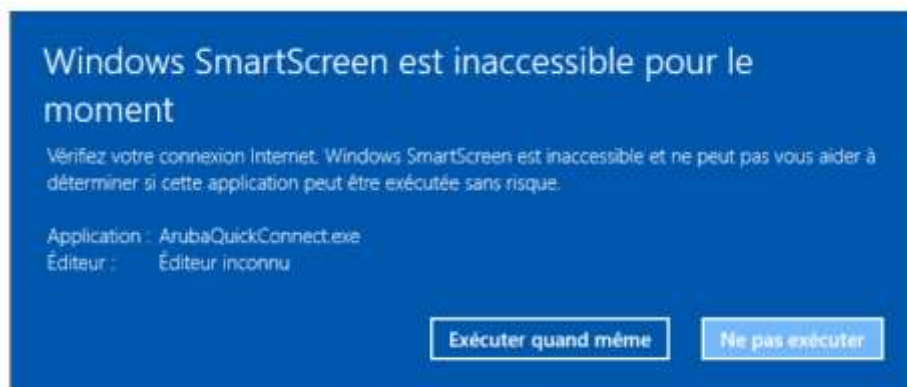 Windows SmartScreen est inaccessible pour le
moment
Vérifiez votre connexion Internet. Windows SmartScreen est inaccessible et ne peut pas vous aider à
déterminer si cette application peut être exécutée sans risque.
Application : ArubaQuickConnect.exe
Éditeur : Éditeur inconnu
Exécuter quand même
Ne pas exécuter